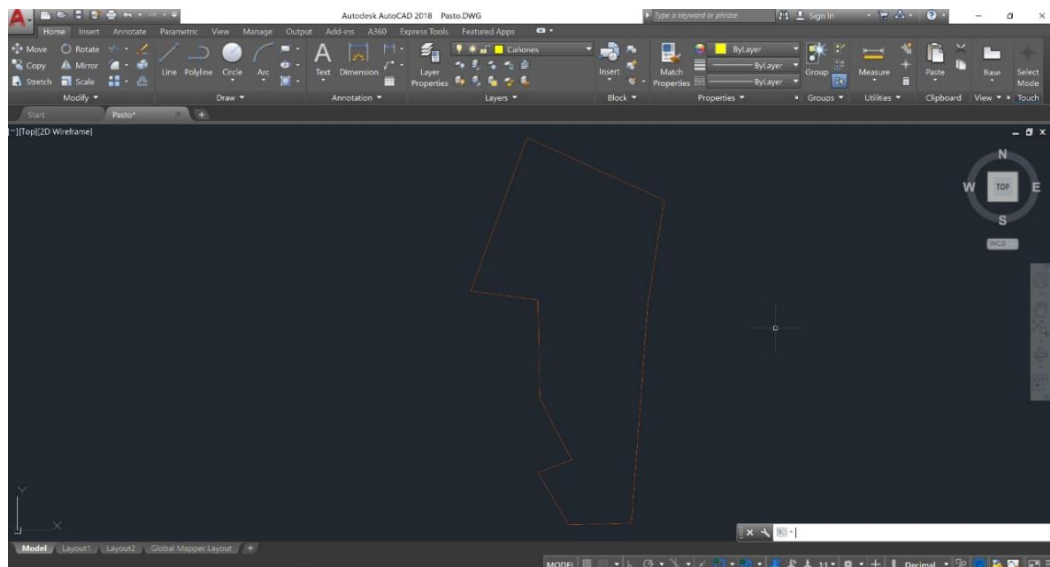 Autodesk AutoCAD 2018 Pasto.DWG
Type a keyword or phrase
Sign In
Home Insert Annotate Parametric View Manage Output Add-ins A360 Express Tools Featured Apps
Move Rotate
Copy Mirror
Stretch Scale
Line Polyline Circle Arc
Text Dimension
Layer Properties
Cañones
Insert
Match Properties
ByLayer
ByLayer
ByLayer
Group
Measure
Paste
Base
Select Mode
Modify Draw Annotation Layers Block Properties Groups Utilities Clipboard View Touch
Start Pasto*
[−][Top][2D Wireframe]
N
W TOP E
S
WCS
Y
X
Model Layout1 Layout2 Global Mapper Layout +
MODEL 1:1 Decimal